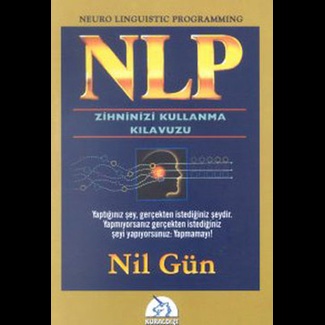 NEURO LINGUISTIC PROGRAMMING
NLP
ZİHNİNİZİ KULLANMA
KILAVUZU
Yaptığınız şey, gerçekten istediğiniz şeydir.
Yapmıyorsanız gerçekten istediğiniz
şeyi yapıyorsunuz: Yapmamayı!
Nil Gün
KURALDIŞI